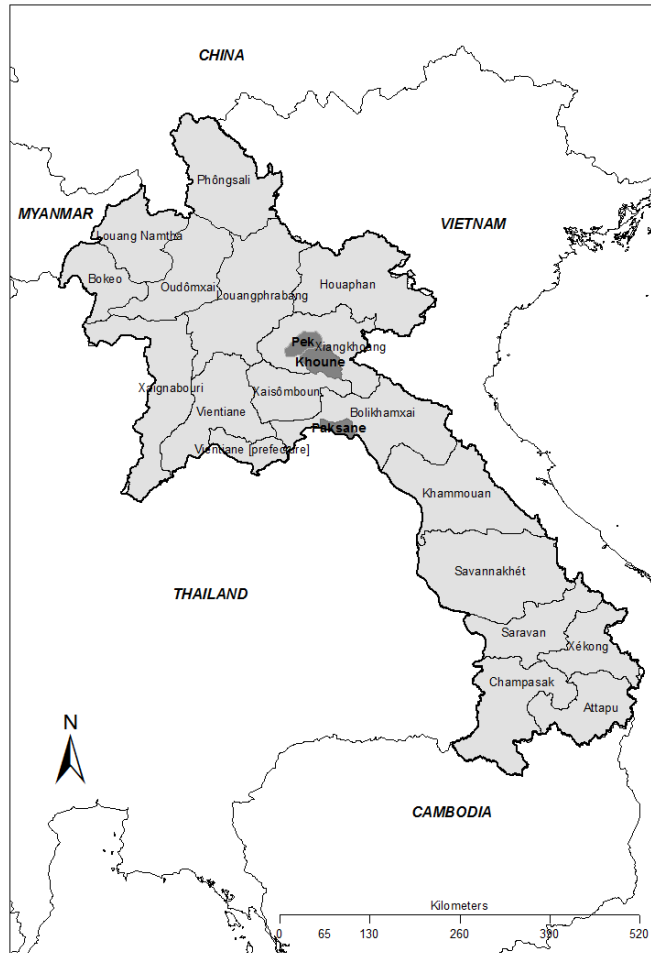 CHINA
Phôngsali
MYANMAR
VIETNAM
Louang Namtha
Bokeo
Oudômxai
Houaphan
Louangphrabang
Pek
Xiangkhoang
Khoune
Xaignabouri
Xaisômboun
Vientiane
Bolikhamxai
Paksane
Vientiane [prefecture]
Khammouan
Savannakhét
THAILAND
Saravan
Xékong
Champasak
Attapu
N
CAMBODIA
Kilometers
0 65 130 260 390 520